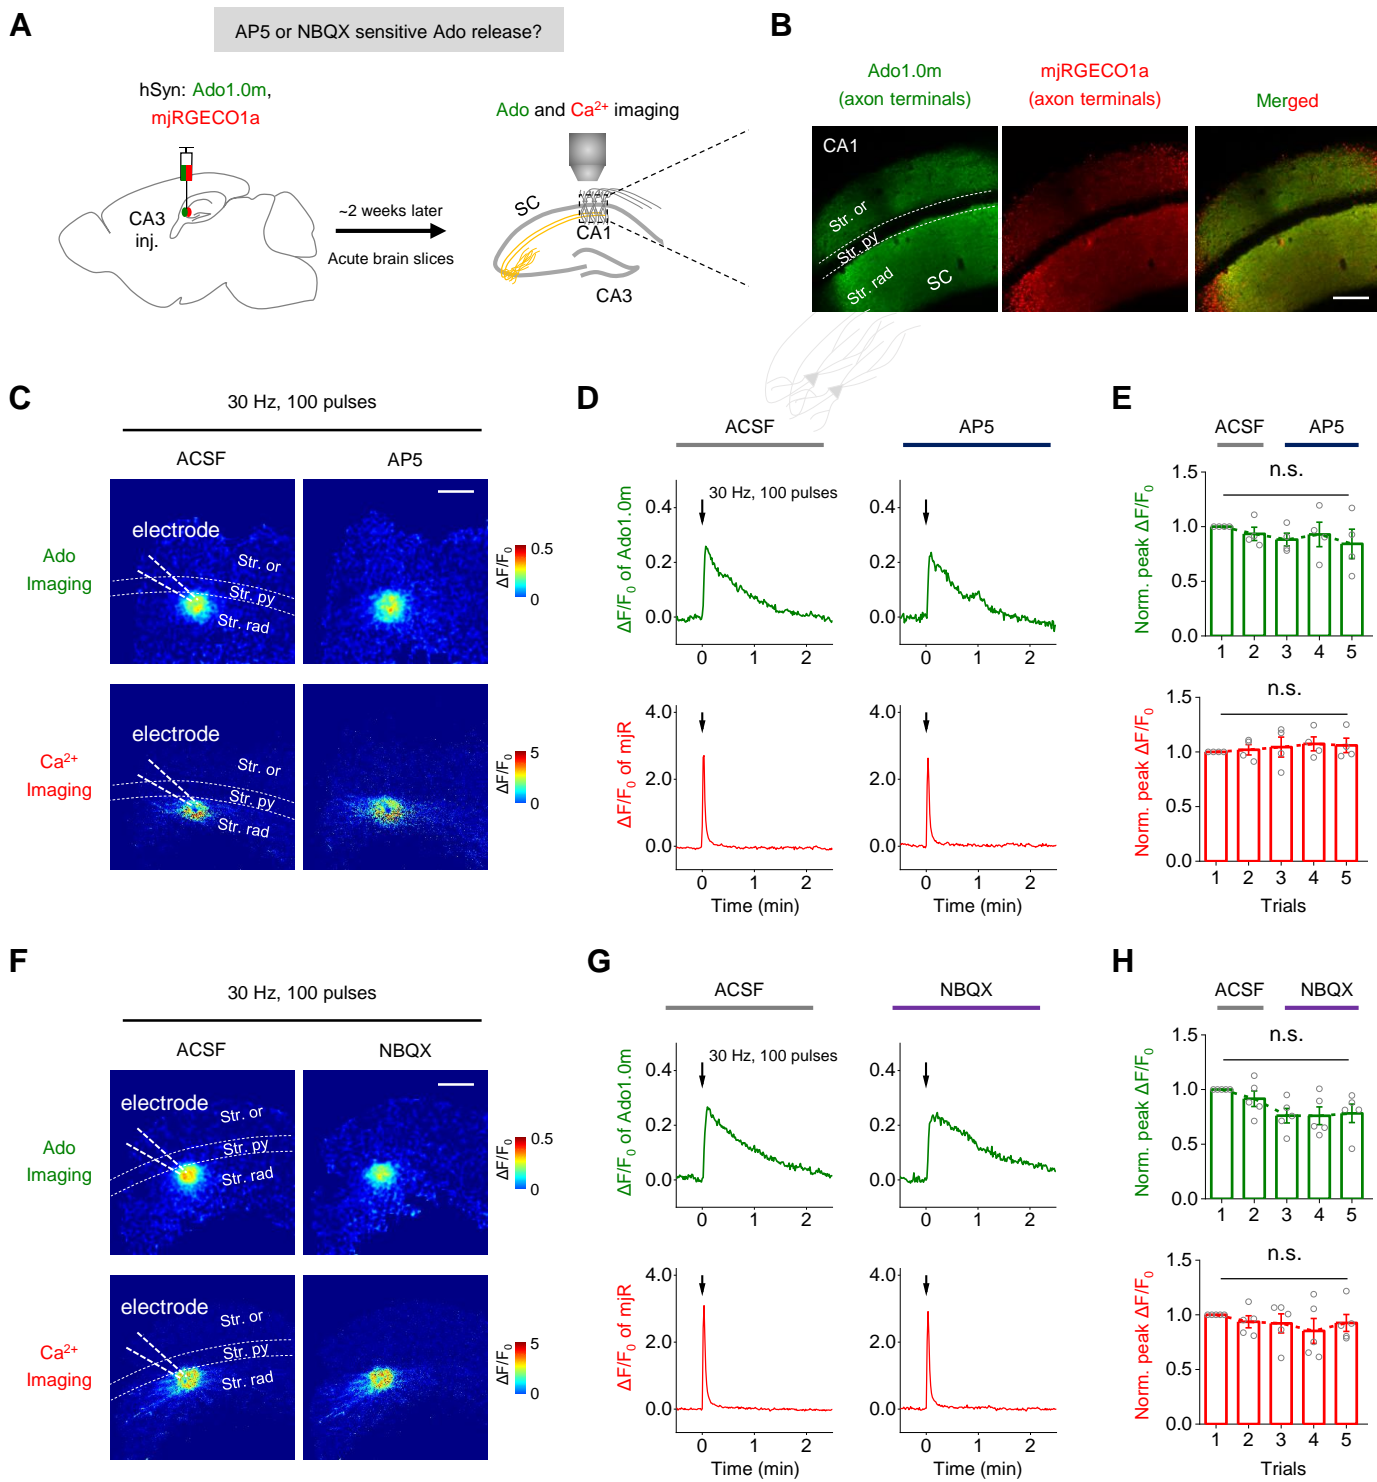 A
AP5 or NBQX sensitive Ado release?
hSyn: Ado1.0m,
mjRGECO1a
CA3
inj.
~2 weeks later
Acute brain slices
Ado and Ca2+ imaging
SC
CA1
CA3
B
Ado1.0m
(axon terminals)
mjRGECO1a
(axon terminals)
Merged
CA1
Str. or
Str. py
Str. rad
SC
C
30 Hz, 100 pulses
ACSF
AP5
Ado
Imaging
electrode
Str. or
Str. py
Str. rad
ΔF/F0
0.5
0
Ca2+
Imaging
electrode
Str. or
Str. py
Str. rad
ΔF/F0
5
0
D
ACSF
AP5
ΔF/F0 of Ado1.0m
0.4
0.2
0.0
30 Hz, 100 pulses
0 1 2
0.4
0.2
0.0
0 1 2
ΔF/F0 of mjR
4.0
2.0
0.0
0 1 2
Time (min)
4.0
2.0
0.0
0 1 2
Time (min)
E
ACSF
AP5
Norm. peak ΔF/F0
1.5
1.0
0.5
0.0
n.s.
1 2 3 4 5
Norm. peak ΔF/F0
1.5
1.0
0.5
0.0
n.s.
1 2 3 4 5
Trials
F
30 Hz, 100 pulses
ACSF
NBQX
Ado
Imaging
electrode
Str. or
Str. py
Str. rad
ΔF/F0
0.5
0
Ca2+
Imaging
electrode
Str. or
Str. py
Str. rad
ΔF/F0
5
0
G
ACSF
NBQX
ΔF/F0 of Ado1.0m
0.4
0.2
0.0
30 Hz, 100 pulses
0 1 2
0.4
0.2
0.0
0 1 2
ΔF/F0 of mjR
4.0
2.0
0.0
0 1 2
Time (min)
4.0
2.0
0.0
0 1 2
Time (min)
H
ACSF
NBQX
Norm. peak ΔF/F0
1.5
1.0
0.5
0.0
n.s.
1 2 3 4 5
Norm. peak ΔF/F0
1.5
1.0
0.5
0.0
n.s.
1 2 3 4 5
Trials